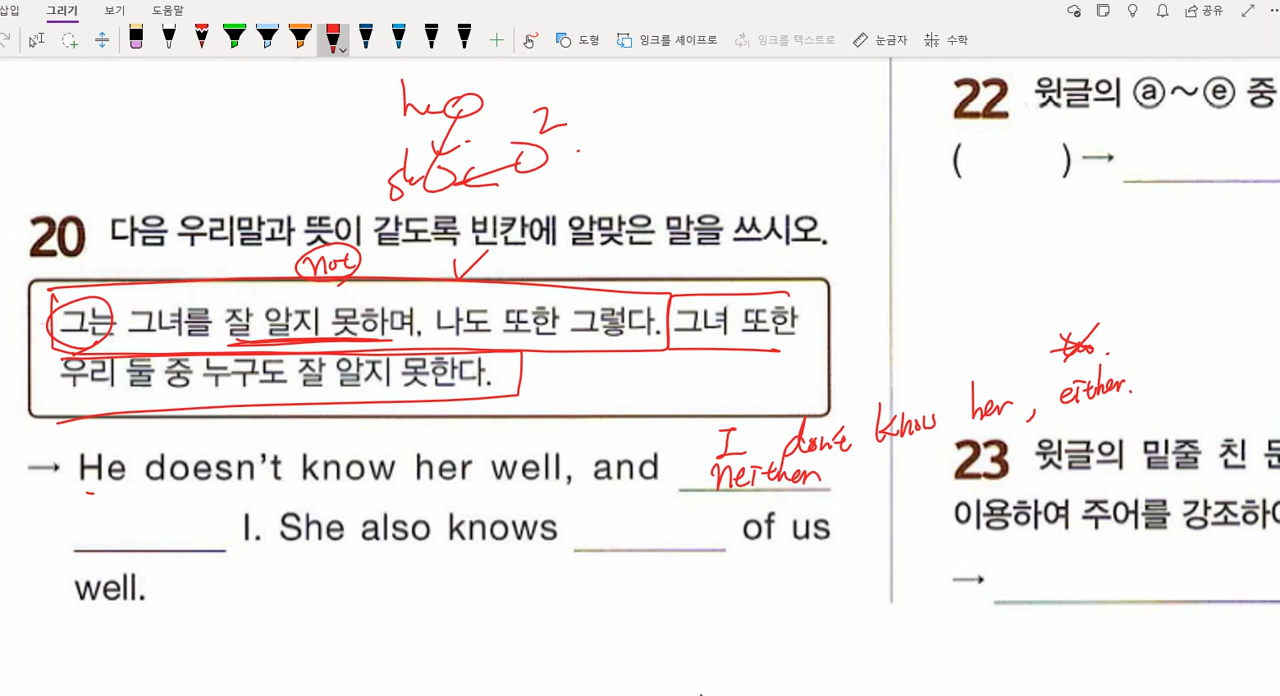 삽입 그리기 보기 도움말 공유
도형 잉크를 셰이프로 잉크를 텍스트로 눈금자 수학
he
2
20 다음 우리말과 뜻이 같도록 빈칸에 알맞은 말을 쓰시오.
not
그는 그녀를 잘 알지 못하며, 나도 또한 그렇다. 그녀 또한
우리 둘 중 누구도 잘 알지 못한다.
I don't know her, either.
→ He doesn't know her well, and neither
I. She also knows of us
well.
22 윗글의 ⓐ~ⓔ 중
( ) →
23 윗글의 밑줄 친 문
이용하여 주어를 강조하
→